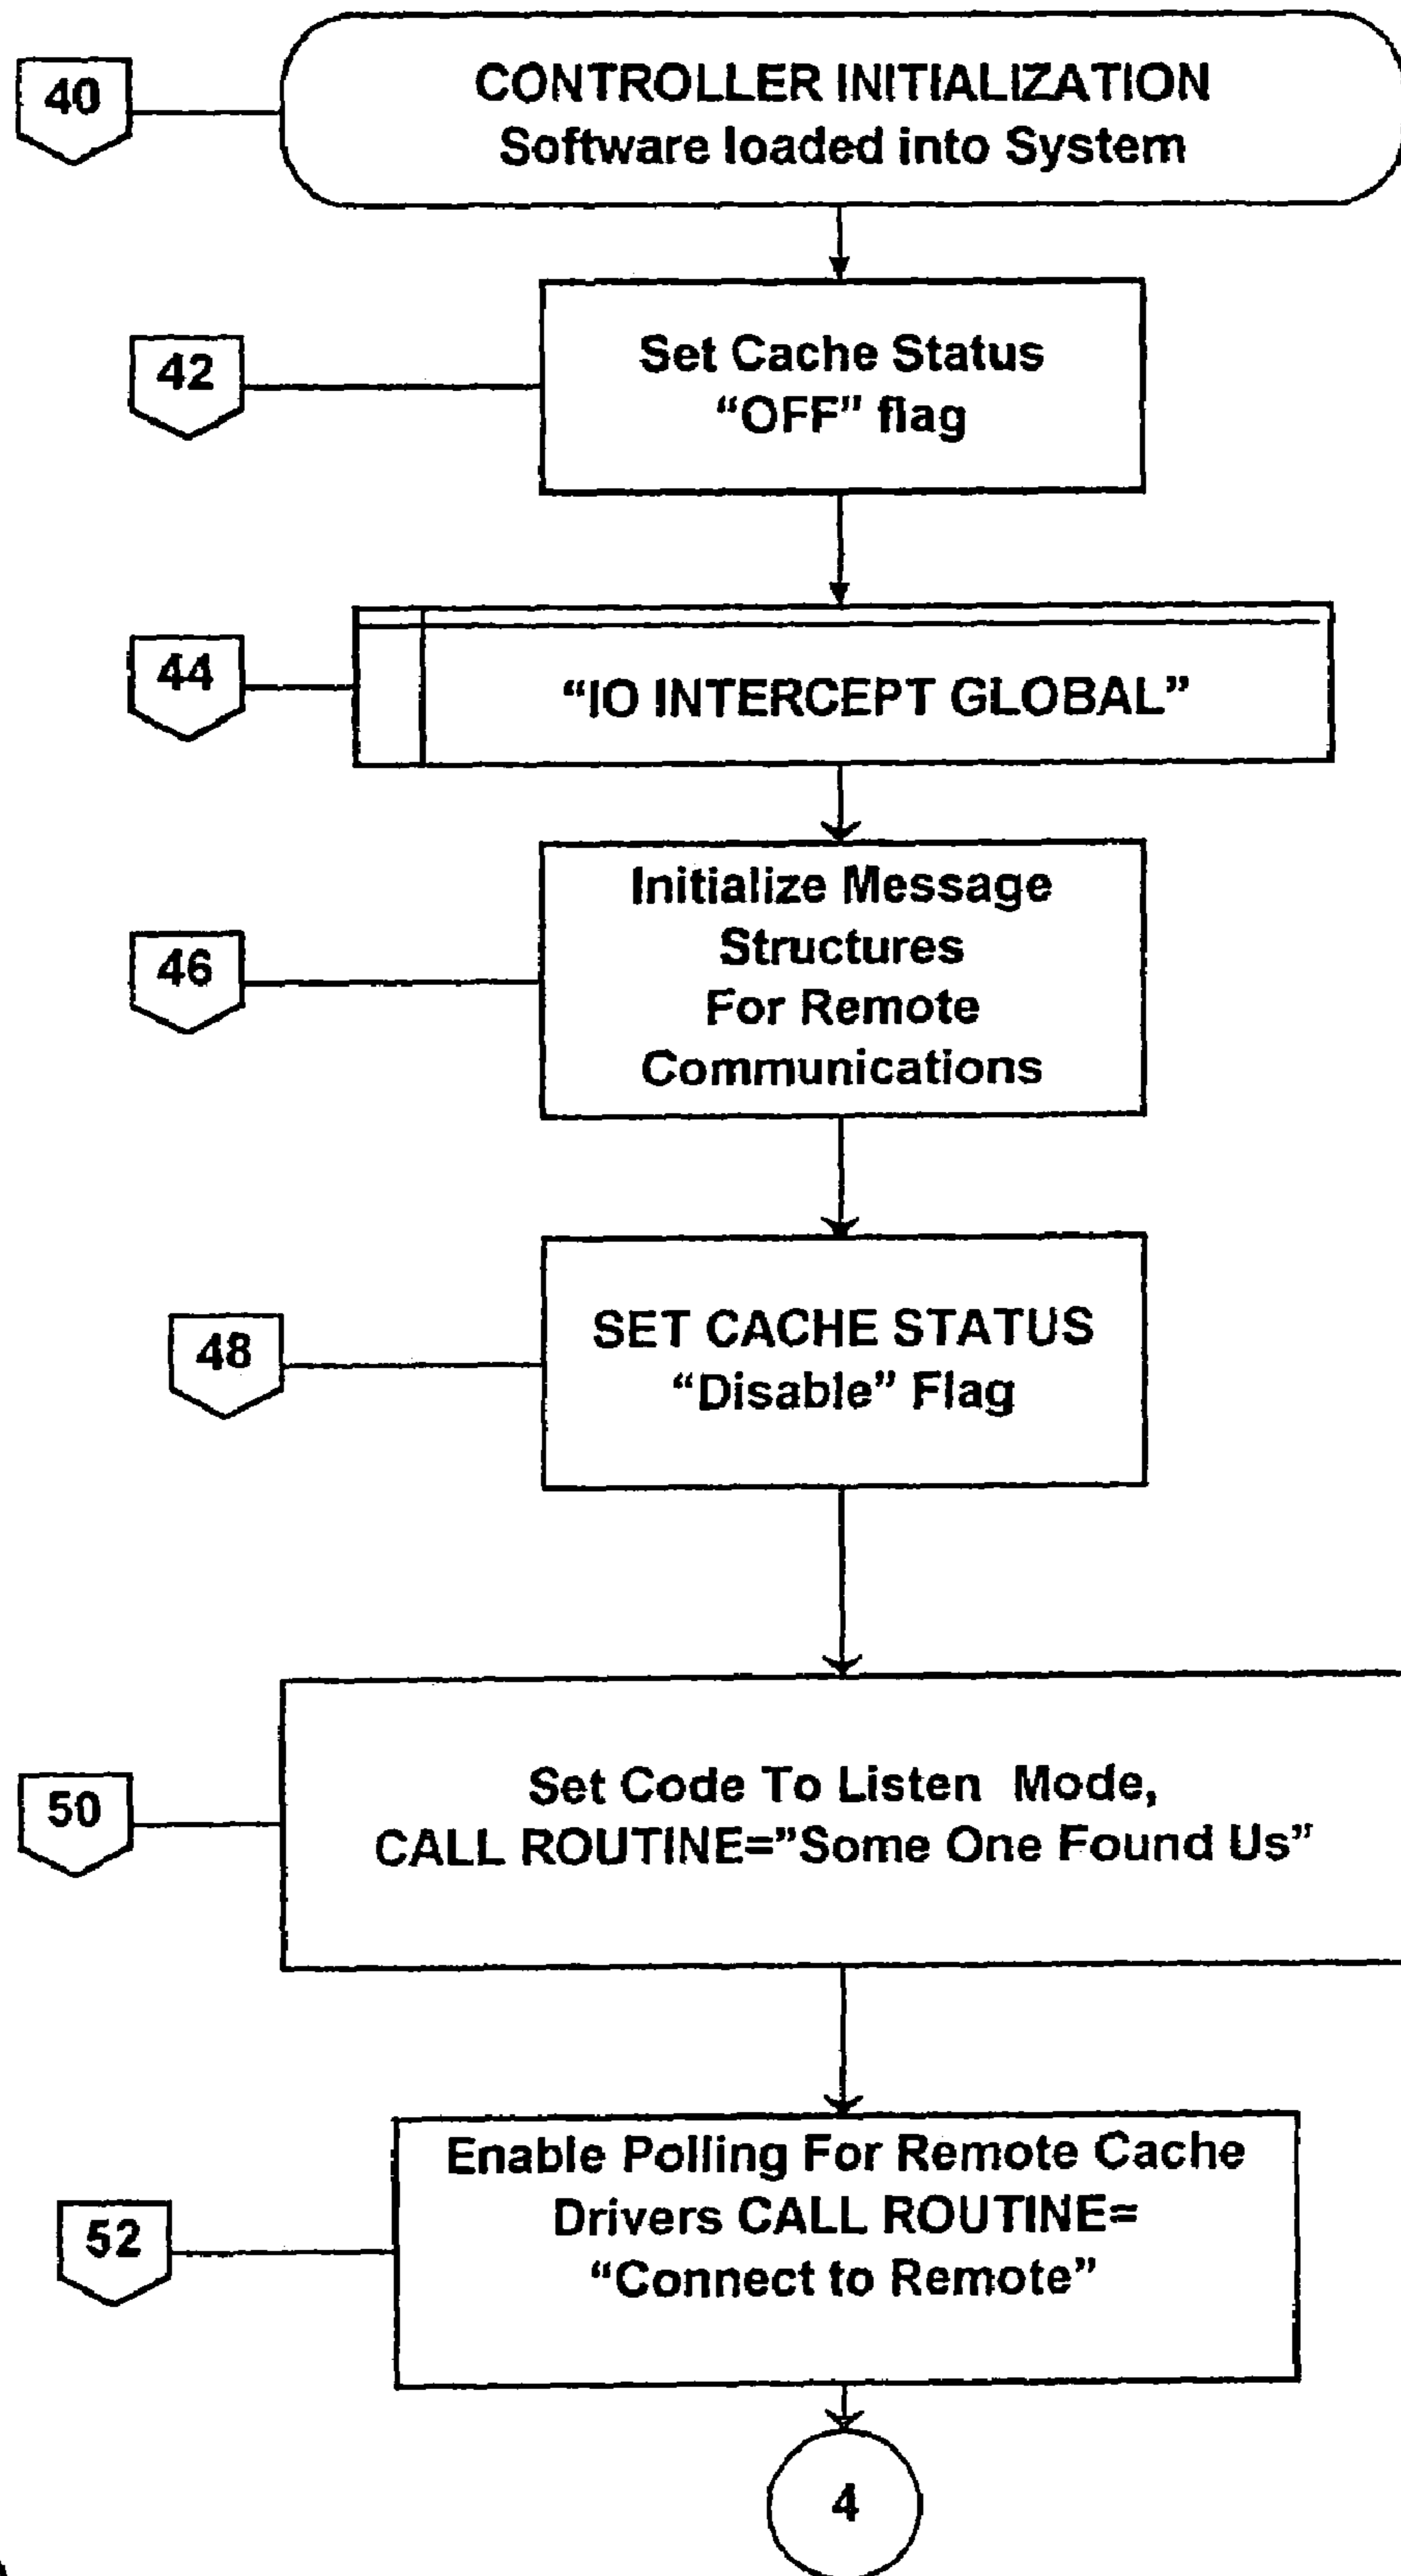 40
CONTROLLER INITIALIZATION
Software loaded into System
42
Set Cache Status
“OFF” flag
44
“IO INTERCEPT GLOBAL”
46
Initialize Message
Structures
For Remote
Communications
48
SET CACHE STATUS
“Disable” Flag
50
Set Code To Listen Mode,
CALL ROUTINE=”Some One Found Us”
52
Enable Polling For Remote Cache
Drivers CALL ROUTINE=
“Connect to Remote”
4